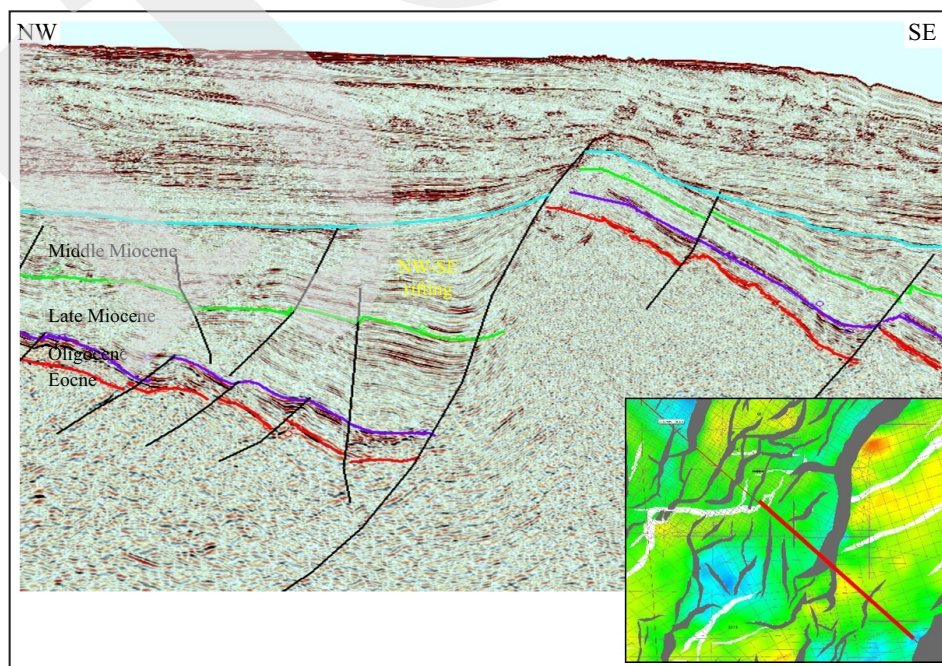 NW
SE
Middle Miocene
NW-SE
rifting
Late Miocene
Oligocene
Eocne